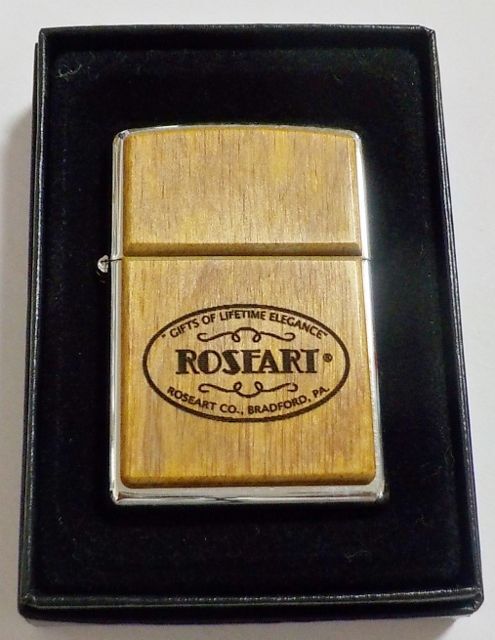 "GIFTS OF LIFETIME ELEGANCE"
ROSEART®
ROSEART CO., BRADFORD, PA.